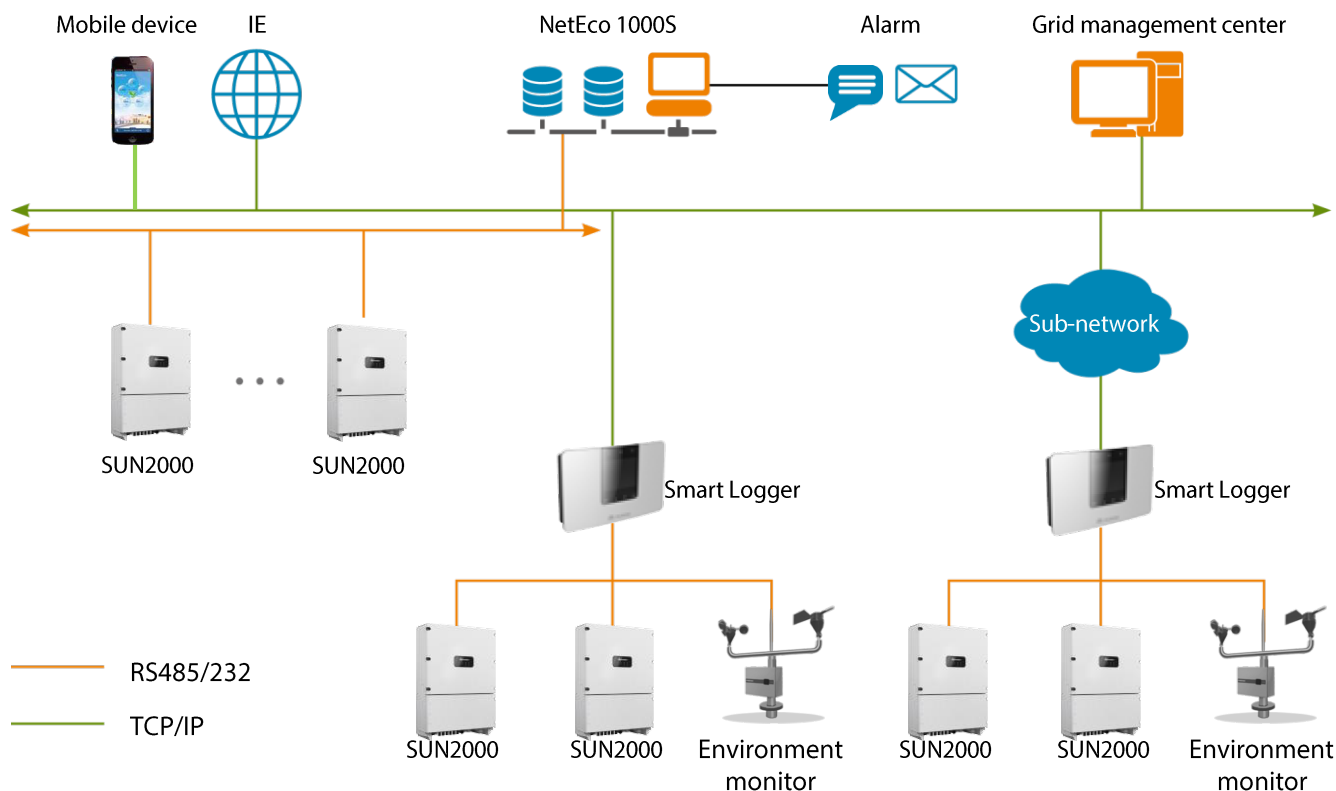 Mobile device
IE
NetEco 1000S
Alarm
Grid management center
Sub-network
SUN2000
SUN2000
Smart Logger
Smart Logger
RS485/232
TCP/IP
SUN2000
SUN2000
Environment
monitor
SUN2000
SUN2000
Environment
monitor